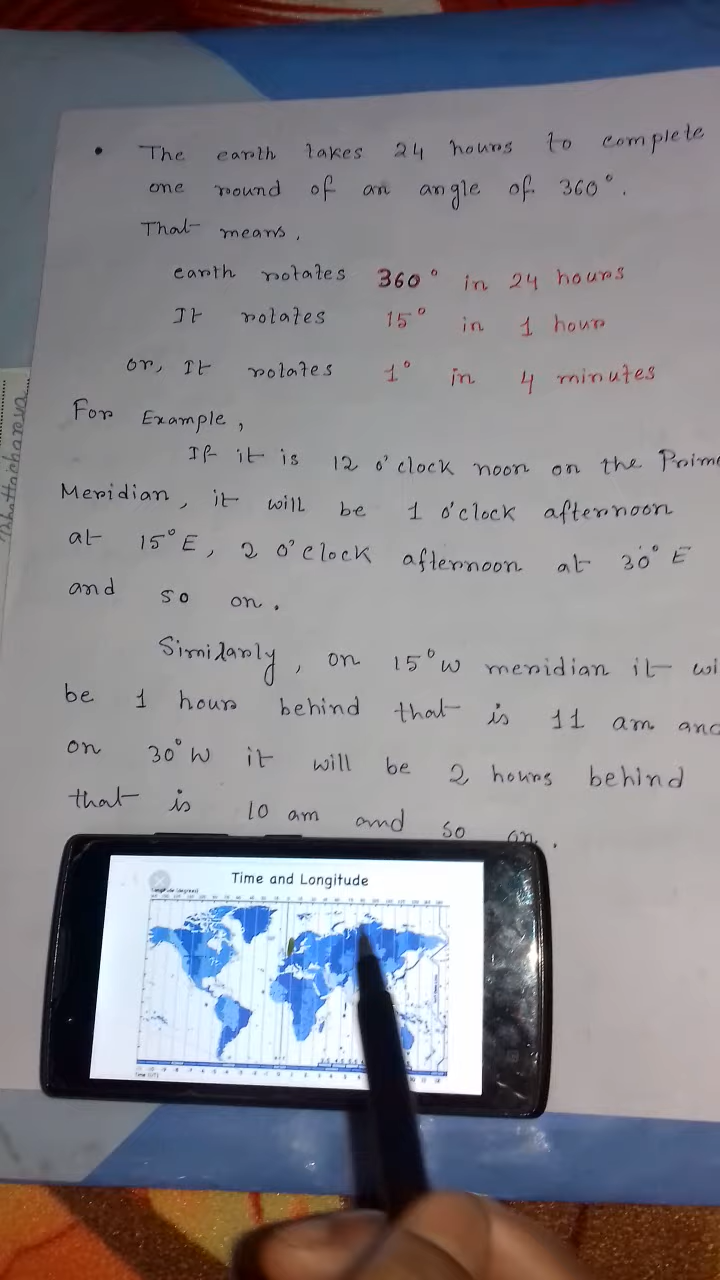 • The earth takes 24 hours to complete
one round of an angle of 360°.
That means,
earth rotates 360° in 24 hours
It rotates 15° in 1 hour
or, It rotates 1° in 4 minutes
For Example,
If it is 12 o'clock noon on the Prime
Meridian, it will be 1 o'clock afternoon
at 15°E, 2 o'clock afternoon at 30°E
and so on.
Similarly, on 15°W meridian it wi
be 1 hour behind that is 11 am and
on 30°W it will be 2 hours behind
that is 10 am and so on.
Time and Longitude
Longitude (degrees)